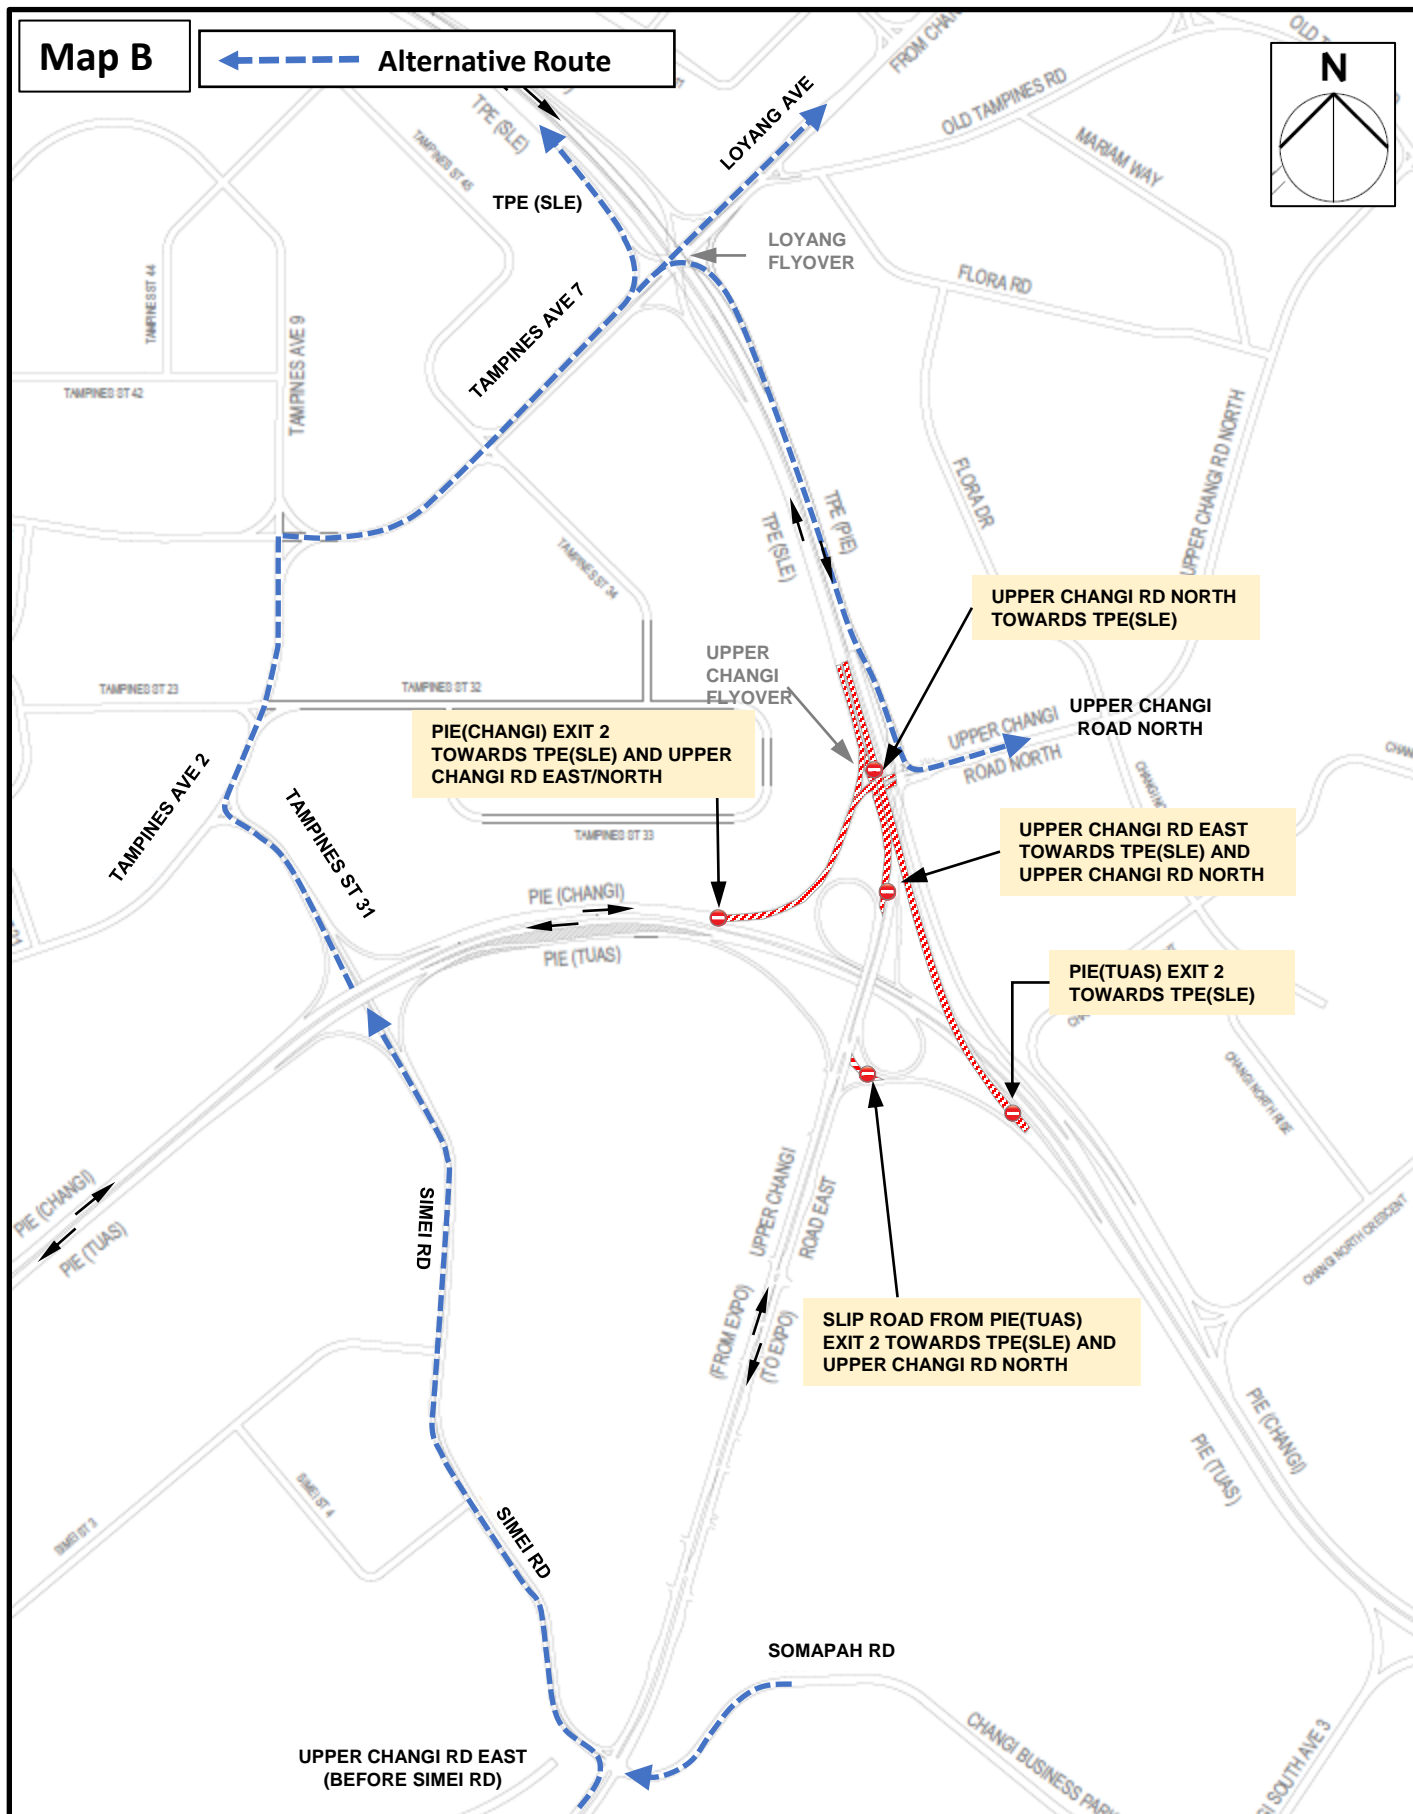 Map B
Alternative Route
N
FROM CHAN
OLD TAMPINES RD
MARIAM WAY
LOYANG AVE
TPE (SLE)
TAMPINES ST 45
TPE (SLE)
LOYANG
FLYOVER
FLORA RD
TAMPINES ST 44
TAMPINES AVE 9
TAMPINES AVE 7
TAMPINES ST 42
UPPER CHANGI RD NORTH
FLORA DR
TPE (PIE)
TPE (SLE)
TAMPINES ST 34
UPPER CHANGI RD NORTH
TOWARDS TPE(SLE)
UPPER
CHANGI
FLYOVER
TAMPINES ST 23
TAMPINES ST 32
UPPER CHANGI
ROAD NORTH
UPPER CHANGI
ROAD NORTH
PIE(CHANGI) EXIT 2
TOWARDS TPE(SLE) AND UPPER
CHANGI RD EAST/NORTH
TAMPINES AVE 2
TAMPINES ST 31
TAMPINES ST 33
UPPER CHANGI RD EAST
TOWARDS TPE(SLE) AND
UPPER CHANGI RD NORTH
PIE (CHANGI)
PIE (TUAS)
PIE(TUAS) EXIT 2
TOWARDS TPE(SLE)
CHANGI NORTH RISE
PIE (CHANGI)
PIE (TUAS)
SIMEI RD
UPPER CHANGI
ROAD EAST
(FROM EXPO)
(TO EXPO)
CHANGI NORTH CRESCENT
SLIP ROAD FROM PIE(TUAS)
EXIT 2 TOWARDS TPE(SLE) AND
UPPER CHANGI RD NORTH
PIE (CHANGI)
PIE (TUAS)
SIMEI ST 3
SIMEI ST 4
SIMEI RD
SOMAPAH RD
UPPER CHANGI RD EAST
(BEFORE SIMEI RD)
CHANGI BUSINESS PARK
EI SOUTH AVE 3